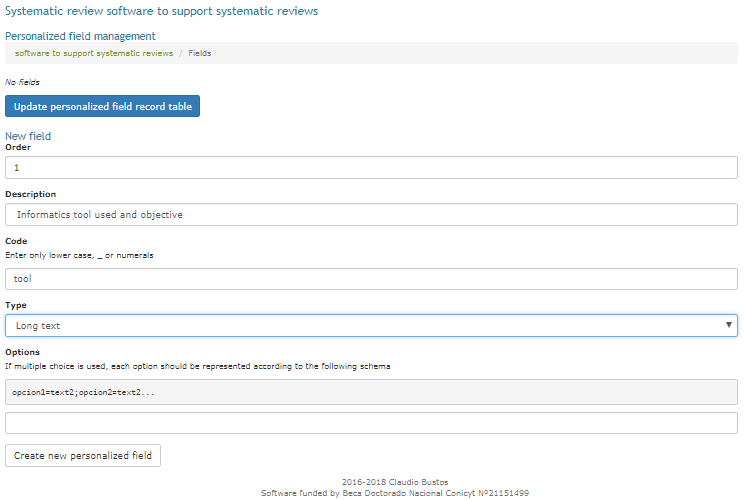 Systematic review software to support systematic reviews
Personalized field management
software to support systematic reviews / Fields
No fields
Update personalized field record table
New field
Order
1
Description
Informatics tool used and objective
Code
Enter only lower case, _ or numerals
tool
Type
Long text
Options
If multiple choice is used, each option should be represented according to the following schema
opcion1=text2;opcion2=text2...
Create new personalized field
2016-2018 Claudio Bustos
Software funded by Beca Doctorado Nacional Conicyt Nº21151499